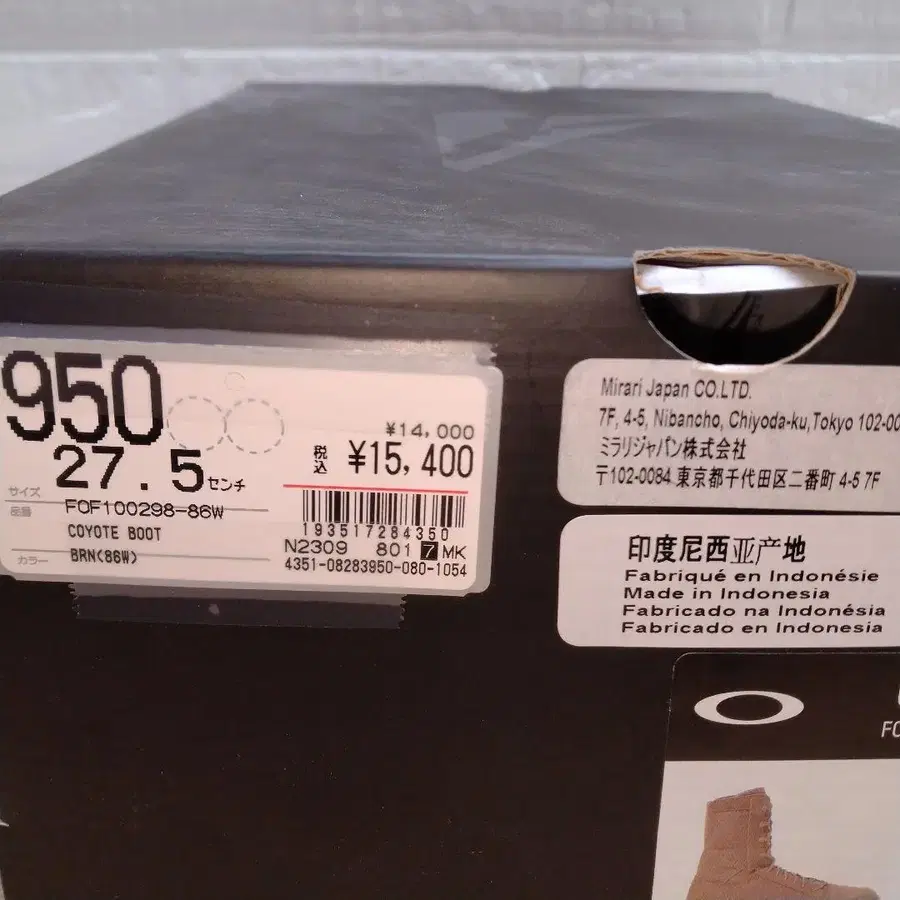 950
27.5センチ
サイズ
品番
FOF100298-86W
COYOTE BOOT
カラー
BRN(86W)
¥14,000
税込
¥15,400
193517284350
N2309 801 7 MK
4351-08283950-080-1054
Mirari Japan CO.LTD.
7F, 4-5, Nibancho, Chiyoda-ku,Tokyo 102-00
ミラリジャパン株式会社
〒102-0084 東京都千代田区二番町 4-5 7F
印度尼西亚产地
Fabriqué en Indonésie
Made in Indonesia
Fabricado na Indonésia
Fabricado en Indonesia